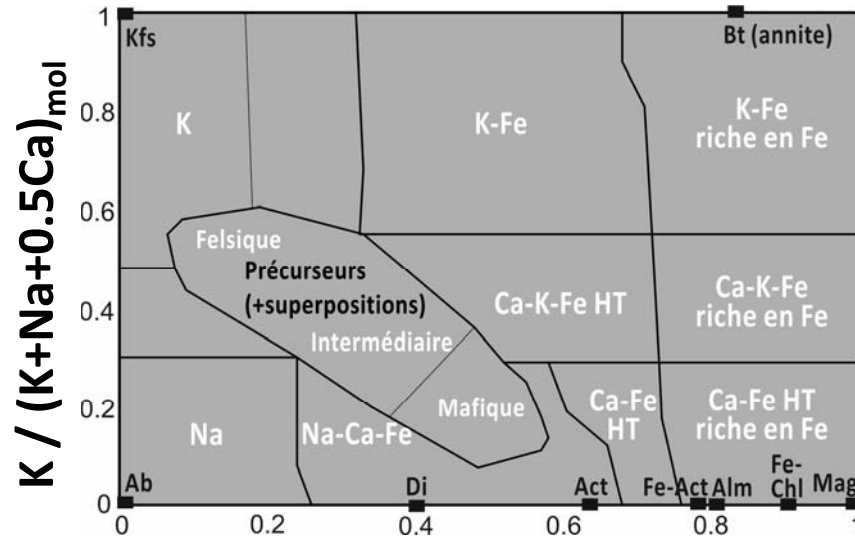 K / (K+Na+0.5Ca)mol
1
0.8
0.6
0.4
0.2
0
Kfs
Bt (annite)
K
K-Fe
K-Fe
riche en Fe
Felsique
Précurseurs
(+superpositions)
Intermédiaire
Mafique
Ca-K-Fe HT
Ca-K-Fe
riche en Fe
Na
Na-Ca-Fe
Ca-Fe
HT
Ca-Fe HT
riche en Fe
Ab
Di
Act
Fe-Act
Alm
Fe-
Chl
Mag
0
0.2
0.4
0.6
0.8